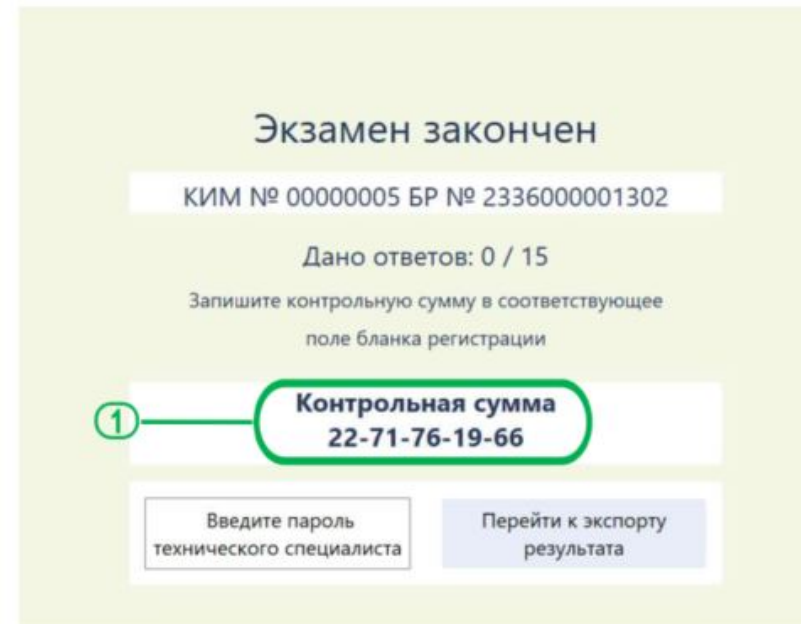 Экзамен закончен
КИМ № 00000005 БР № 2336000001302
Дано ответов: 0 / 15
Запишите контрольную сумму в соответствующее
поле бланка регистрации
1
Контрольная сумма
22-71-76-19-66
Введите пароль
технического специалиста
Перейти к экспорту
результата